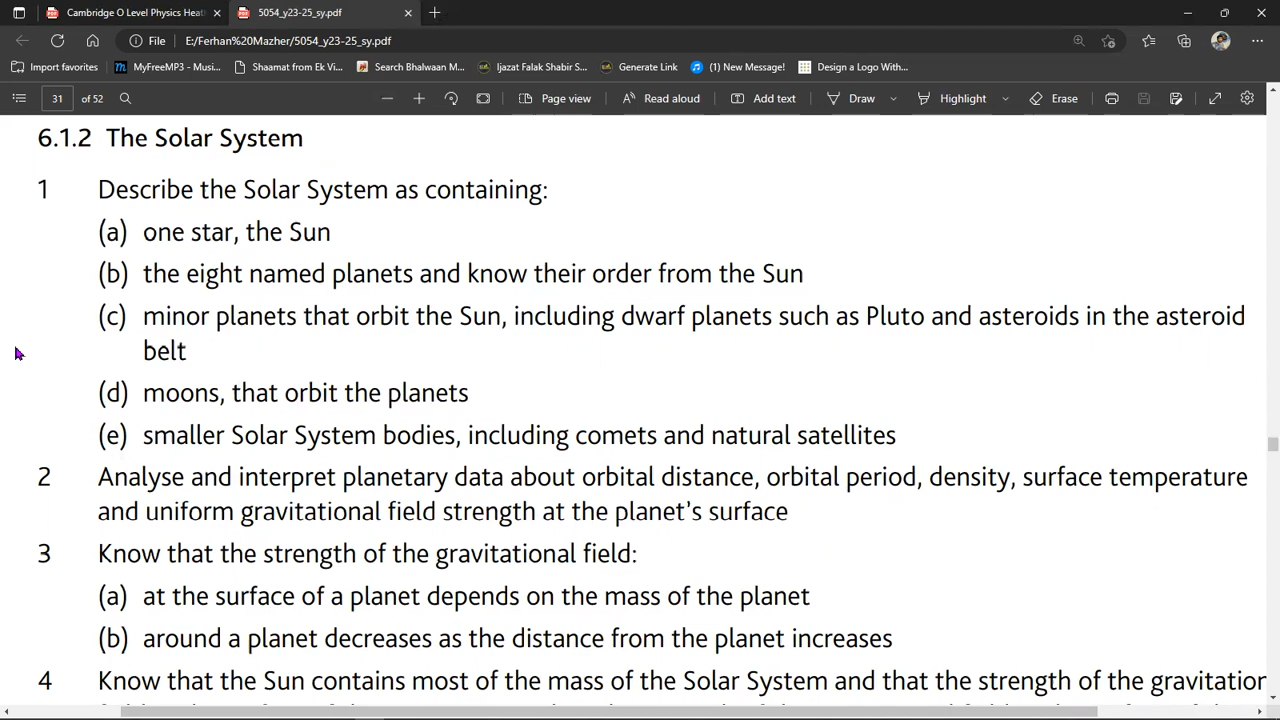 Cambridge O Level Physics Heat
5054_y23-25_sy.pdf
File
E:/Ferhan%20Mazher/5054_y23-25_sy.pdf
Import favorites
MyFreeMP3 - Musi...
Shaamat from Ek Vi...
Search Bhalwaan M...
Ijazat Falak Shabir S...
Generate Link
(1) New Message!
Design a Logo With...
31 of 52
Page view
Read aloud
Add text
Draw
Highlight
Erase
6.1.2 The Solar System
1 Describe the Solar System as containing:
(a) one star, the Sun
(b) the eight named planets and know their order from the Sun
(c) minor planets that orbit the Sun, including dwarf planets such as Pluto and asteroids in the asteroid
belt
(d) moons, that orbit the planets
(e) smaller Solar System bodies, including comets and natural satellites
2 Analyse and interpret planetary data about orbital distance, orbital period, density, surface temperature
and uniform gravitational field strength at the planet's surface
3 Know that the strength of the gravitational field:
(a) at the surface of a planet depends on the mass of the planet
(b) around a planet decreases as the distance from the planet increases
4 Know that the Sun contains most of the mass of the Solar System and that the strength of the gravitation